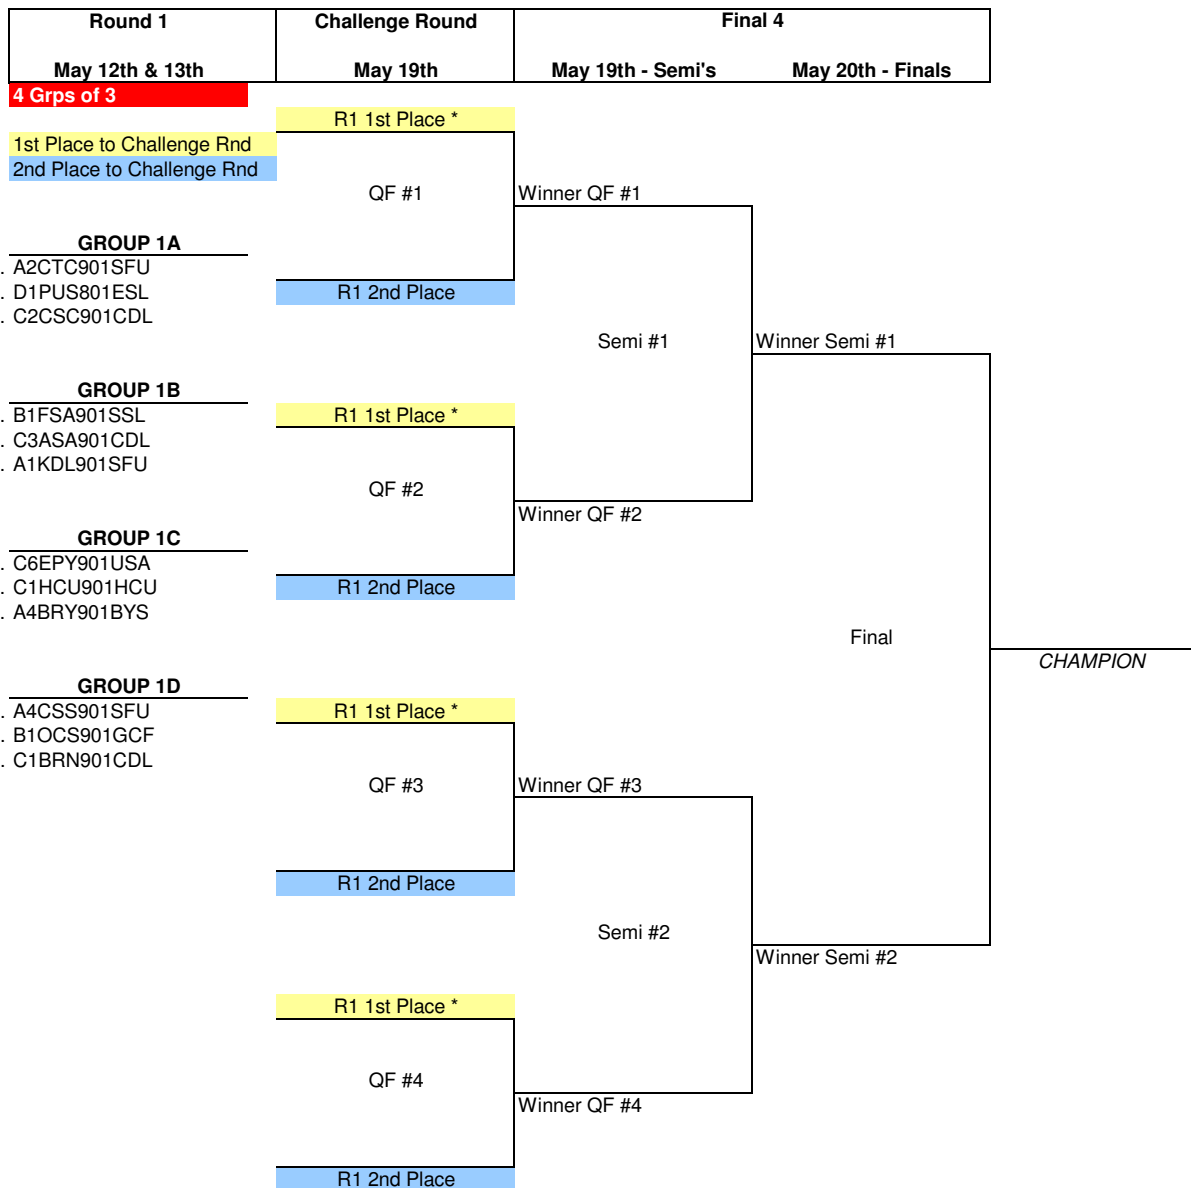 Round 1
Challenge Round
Final 4
May 12th & 13th
May 19th
May 19th - Semi's
May 20th - Finals
4 Grps of 3
1st Place to Challenge Rnd
2nd Place to Challenge Rnd
GROUP 1A
. A2CTC901SFU
. D1PUS801ESL
. C2CSC901CDL
GROUP 1B
. B1FSA901SSL
. C3ASA901CDL
. A1KDL901SFU
GROUP 1C
. C6EPY901USA
. C1HCU901HCU
. A4BRY901BYS
GROUP 1D
. A4CSS901SFU
. B1OCS901GCF
. C1BRN901CDL
R1 1st Place *
QF #1
R1 2nd Place
R1 1st Place *
QF #2
R1 2nd Place
R1 1st Place *
QF #3
R1 2nd Place
R1 1st Place *
QF #4
R1 2nd Place
Winner QF #1
Semi #1
Winner QF #2
Winner QF #3
Semi #2
Winner QF #4
Winner Semi #1
Final
Winner Semi #2
CHAMPION